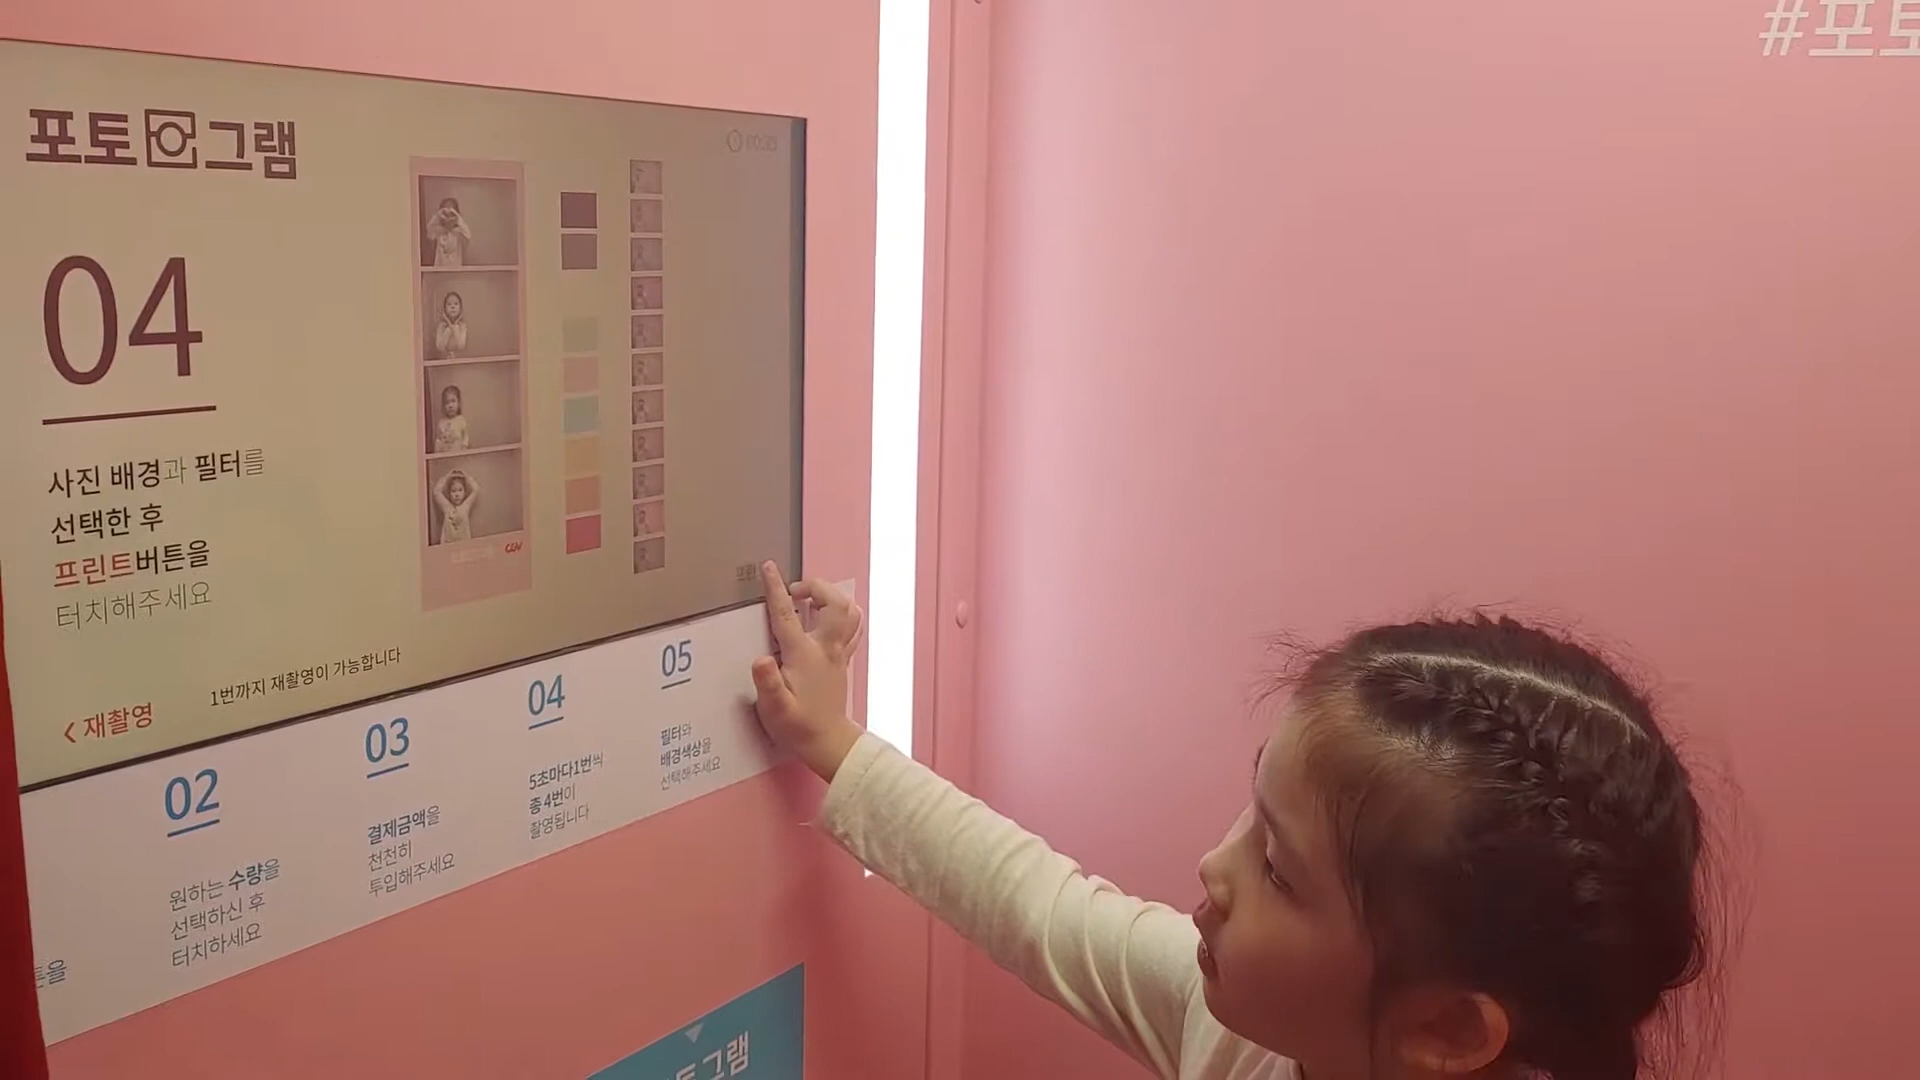 #포토
포토그램
00:35
04
사진 배경과 필터를
선택한 후
프린트버튼을
터치해주세요
CGV
1번까지 재촬영이 가능합니다
< 재촬영
02
원하는 수량을
선택하신 후
터치하세요
03
결제금액을
천천히
투입해주세요
04
5초마다1번씩
총 4번이
촬영됩니다
05
필터와
배경색상을
선택해주세요
튼을
토그램